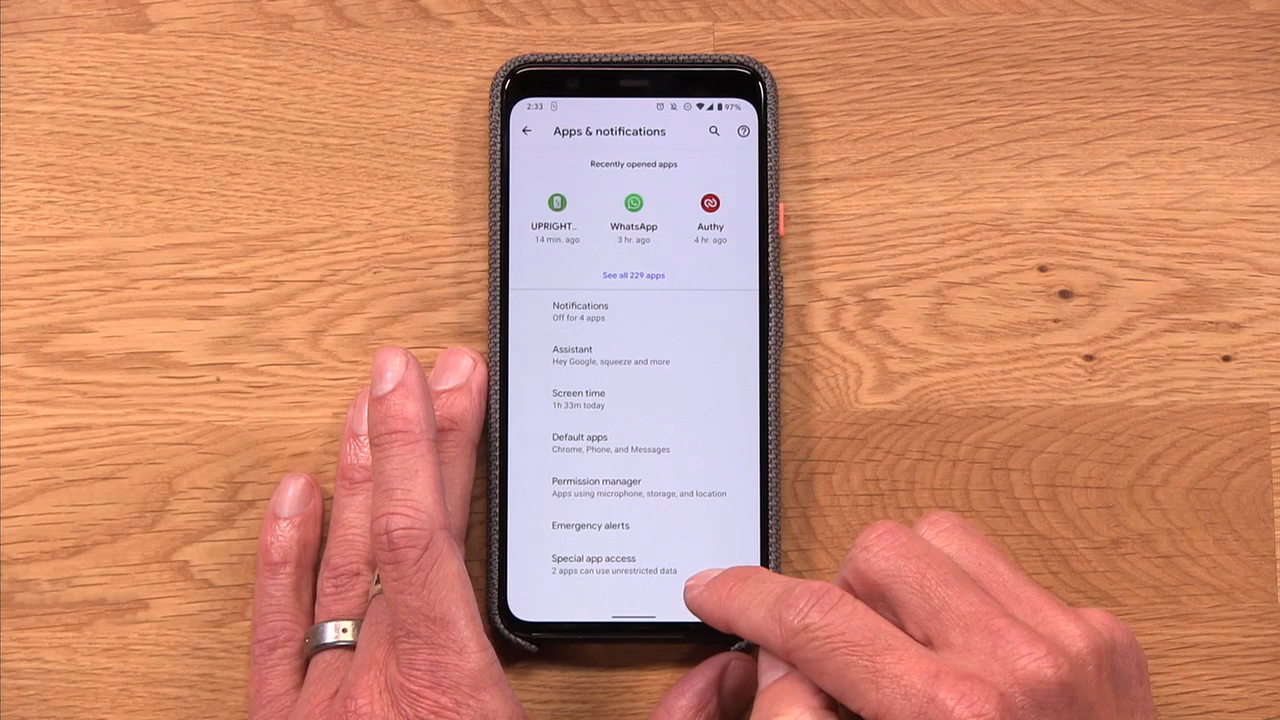 2:33 97%
Apps & notifications
Recently opened apps
UPRIGHT.. WhatsApp Authy
14 min. ago 3 hr. ago 4 hr. ago
See all 229 apps
Notifications
Off for 4 apps
Assistant
Hey Google, squeeze and more
Screen time
1h 33m today
Default apps
Chrome, Phone, and Messages
Permission manager
Apps using microphone, storage, and location
Emergency alerts
Special app access
2 apps can use unrestricted data